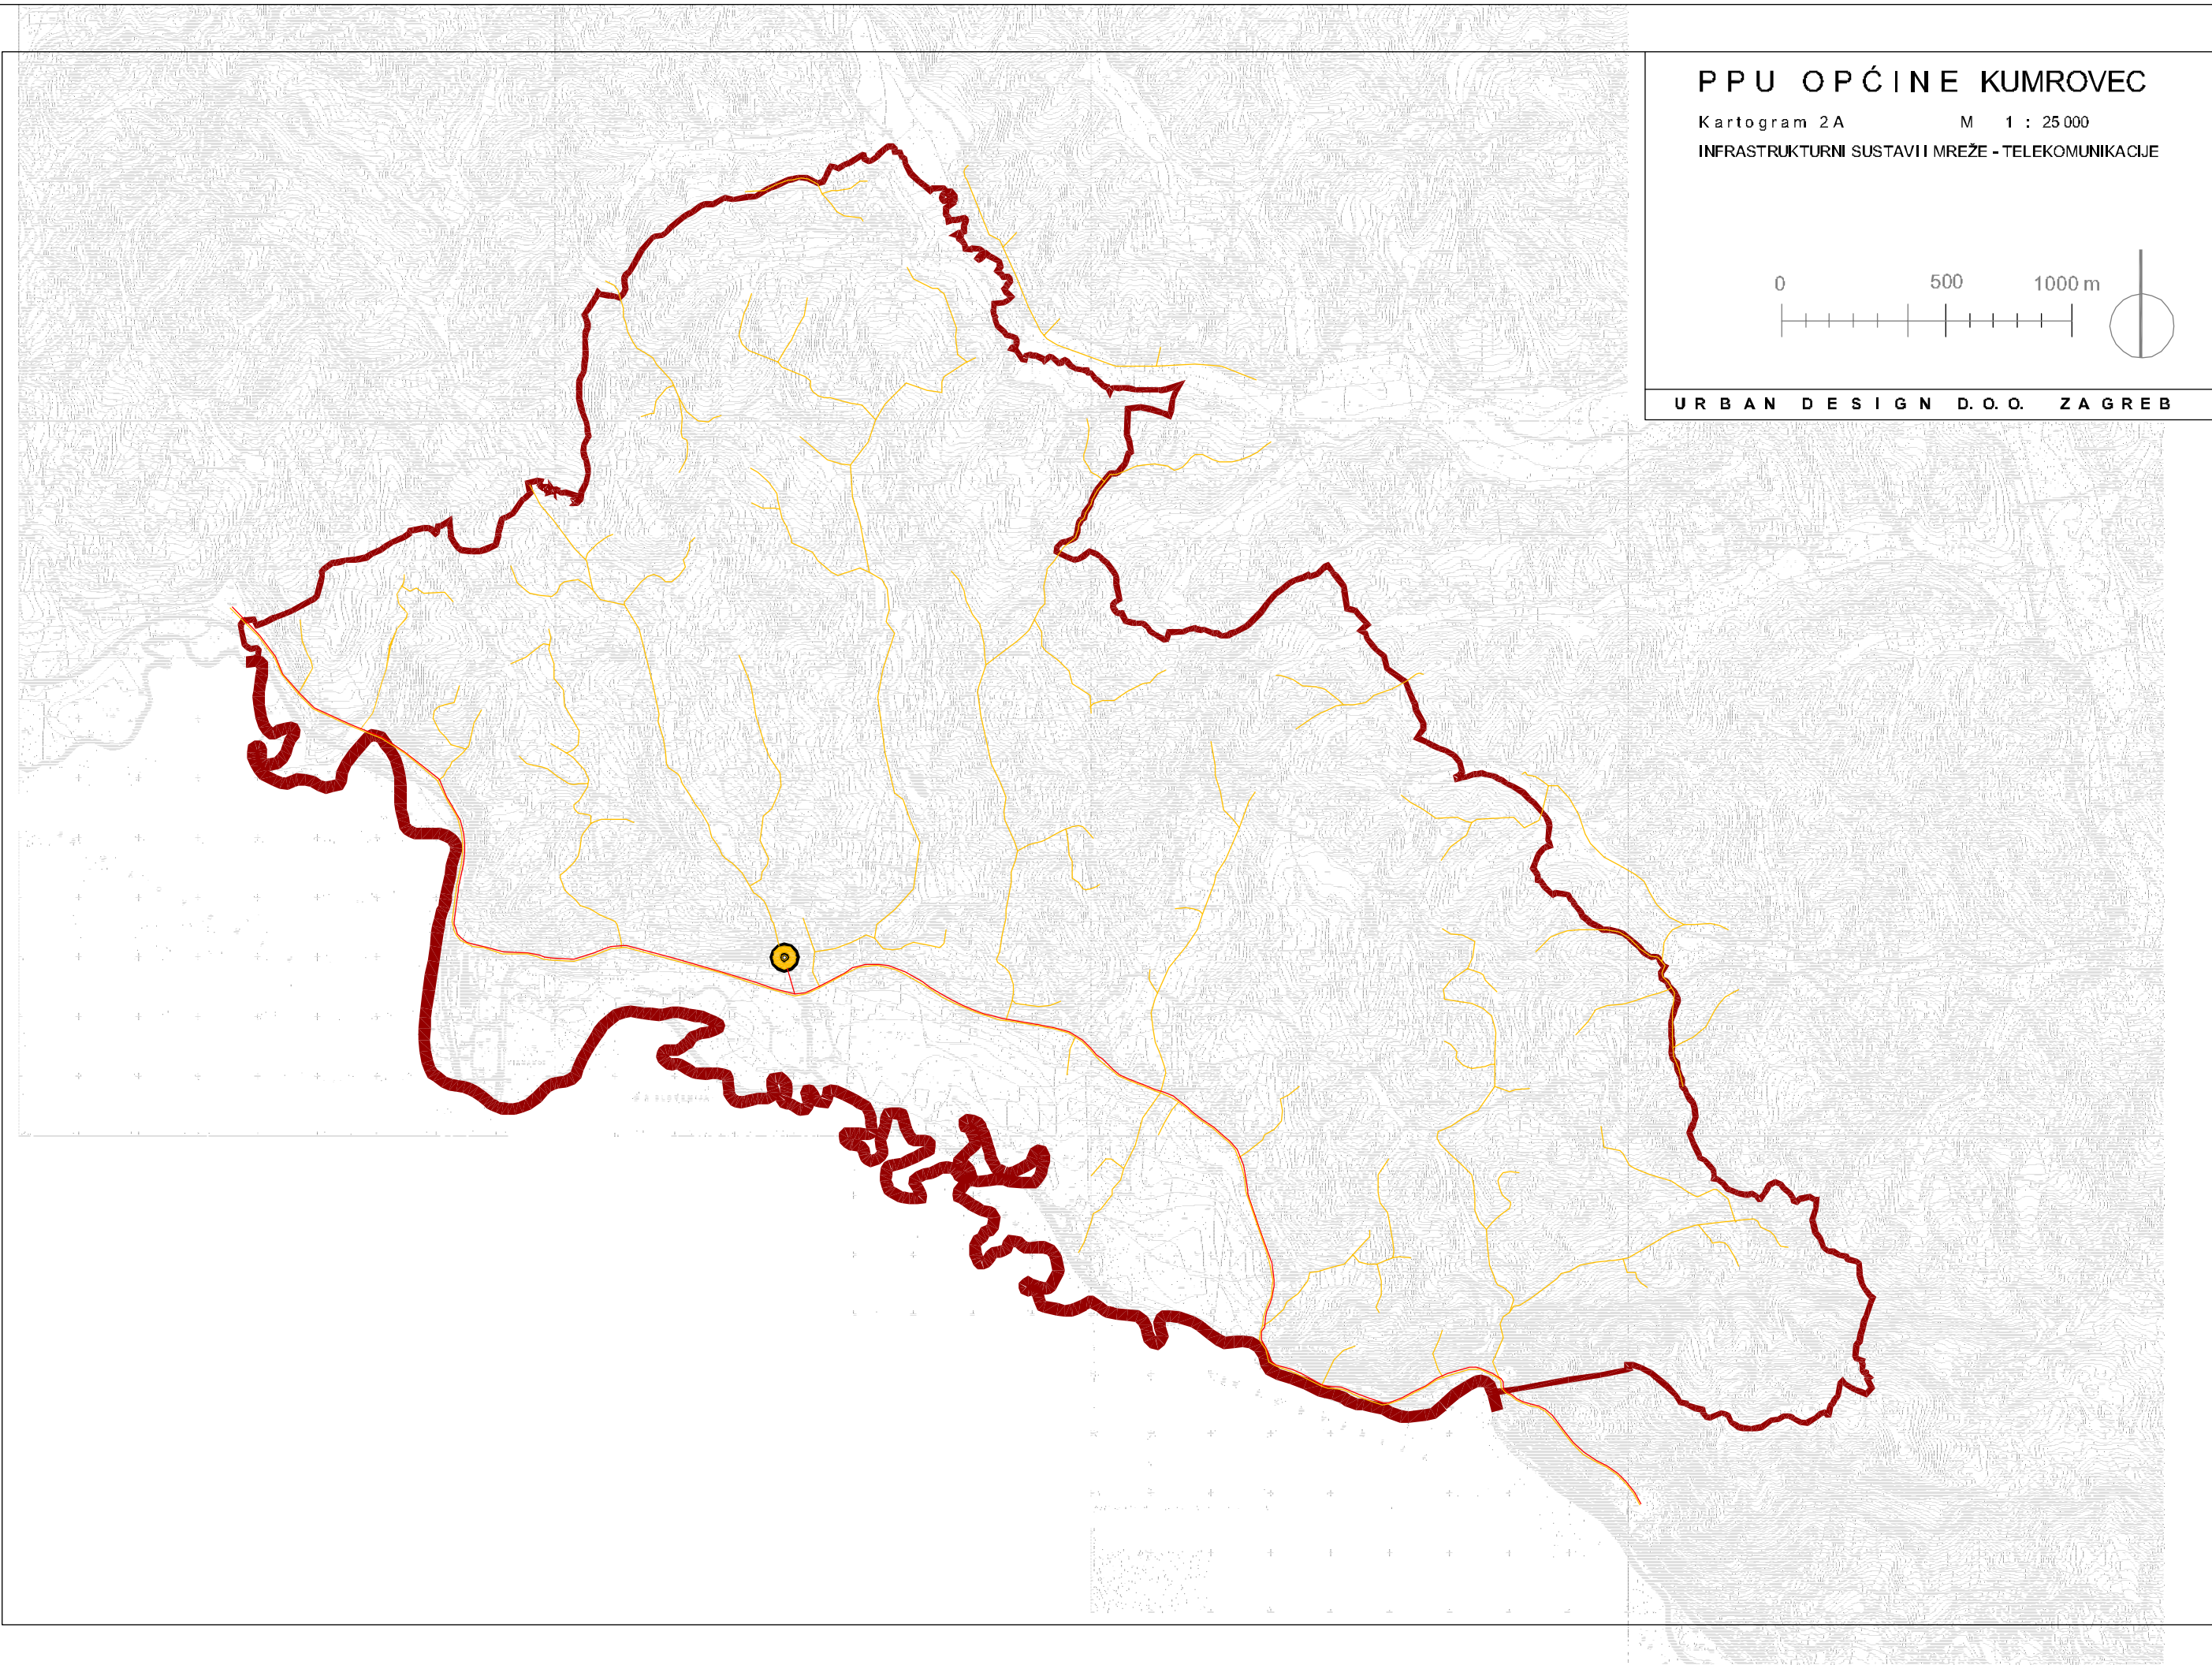 PPU OPĆINE KUMROVEC
Kartogram 2A M 1 : 25 000
INFRASTRUKTURNI SUSTAVI I MREŽE - TELEKOMUNIKACIJE
0 500 1000 m
URBAN DESIGN D.O.O. ZAGREB